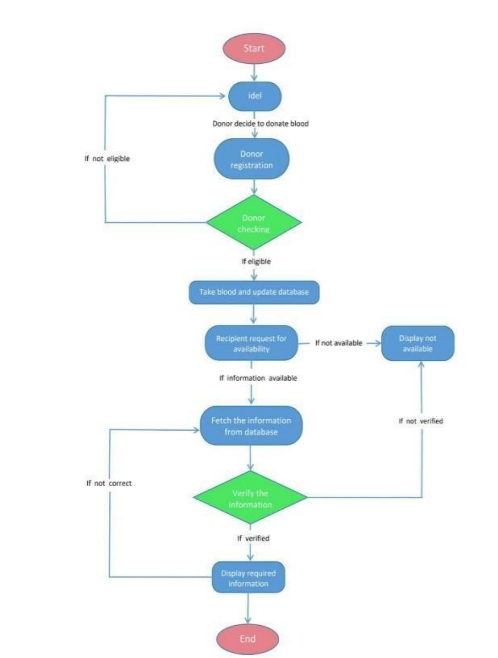 Start
idel
Donor decide to donate blood
If not eligible
Donor
registration
Donor
checking
If eligible
Take blood and update database
Recipient request for
availability
If not available
Display not
available
If information available
Fetch the information
from database
If not verified
If not correct
Verify the
information
If verified
Display required
information
End